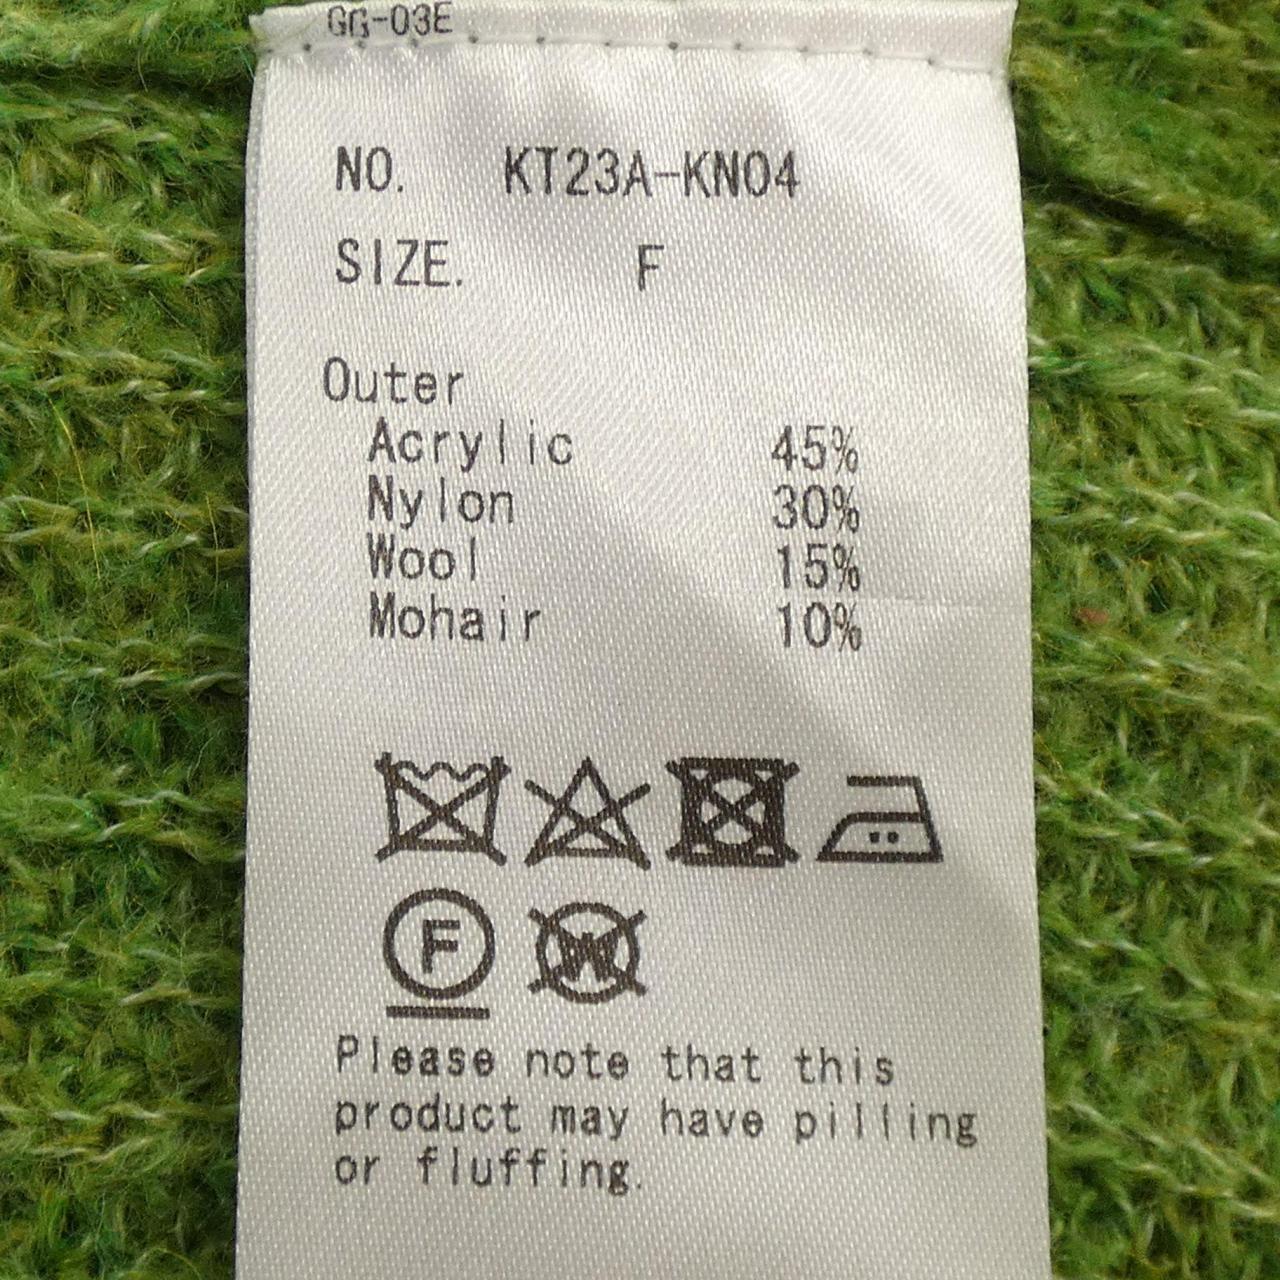 GG-03E
NO. KT23A-KN04
SIZE. F
Outer
Acrylic 45%
Nylon 30%
Wool 15%
Mohair 10%
F W
Please note that this
product may have pilling
or fluffing.